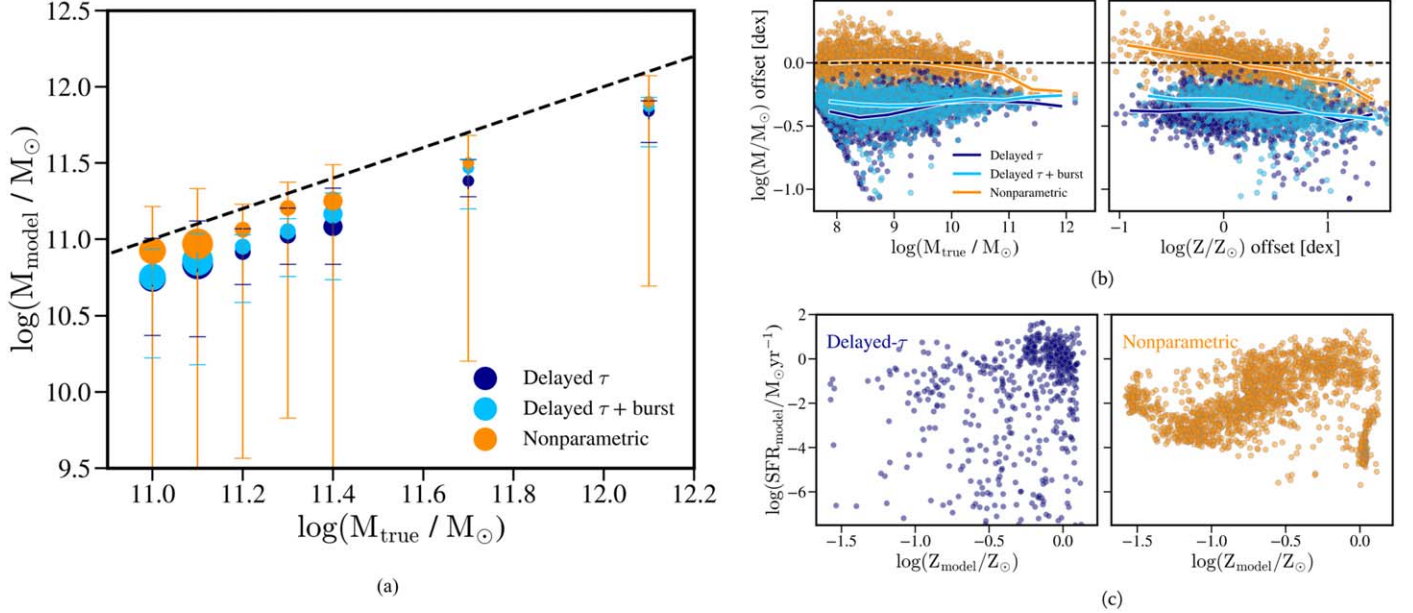 12.5
12.0
11.5
11.0
10.5
10.0
9.5
log(M_model / M_⊙)
Delayed τ
Delayed τ + burst
Nonparametric
11.0 11.2 11.4 11.6 11.8 12.0 12.2
log(M_true / M_⊙)
(a)
0.0
−0.5
−1.0
log(M/M_⊙) offset [dex]
Delayed τ
Delayed τ + burst
Nonparametric
8 9 10 11 12
log(M_true / M_⊙)
−1 0 1
log(Z/Z_⊙) offset [dex]
(b)
2
0
−2
−4
−6
log(SFR_model/M_⊙yr⁻¹)
Delayed-τ
Nonparametric
−1.5 −1.0 −0.5 0.0
log(Z_model/Z_⊙)
−1.5 −1.0 −0.5 0.0
log(Z_model/Z_⊙)
(c)